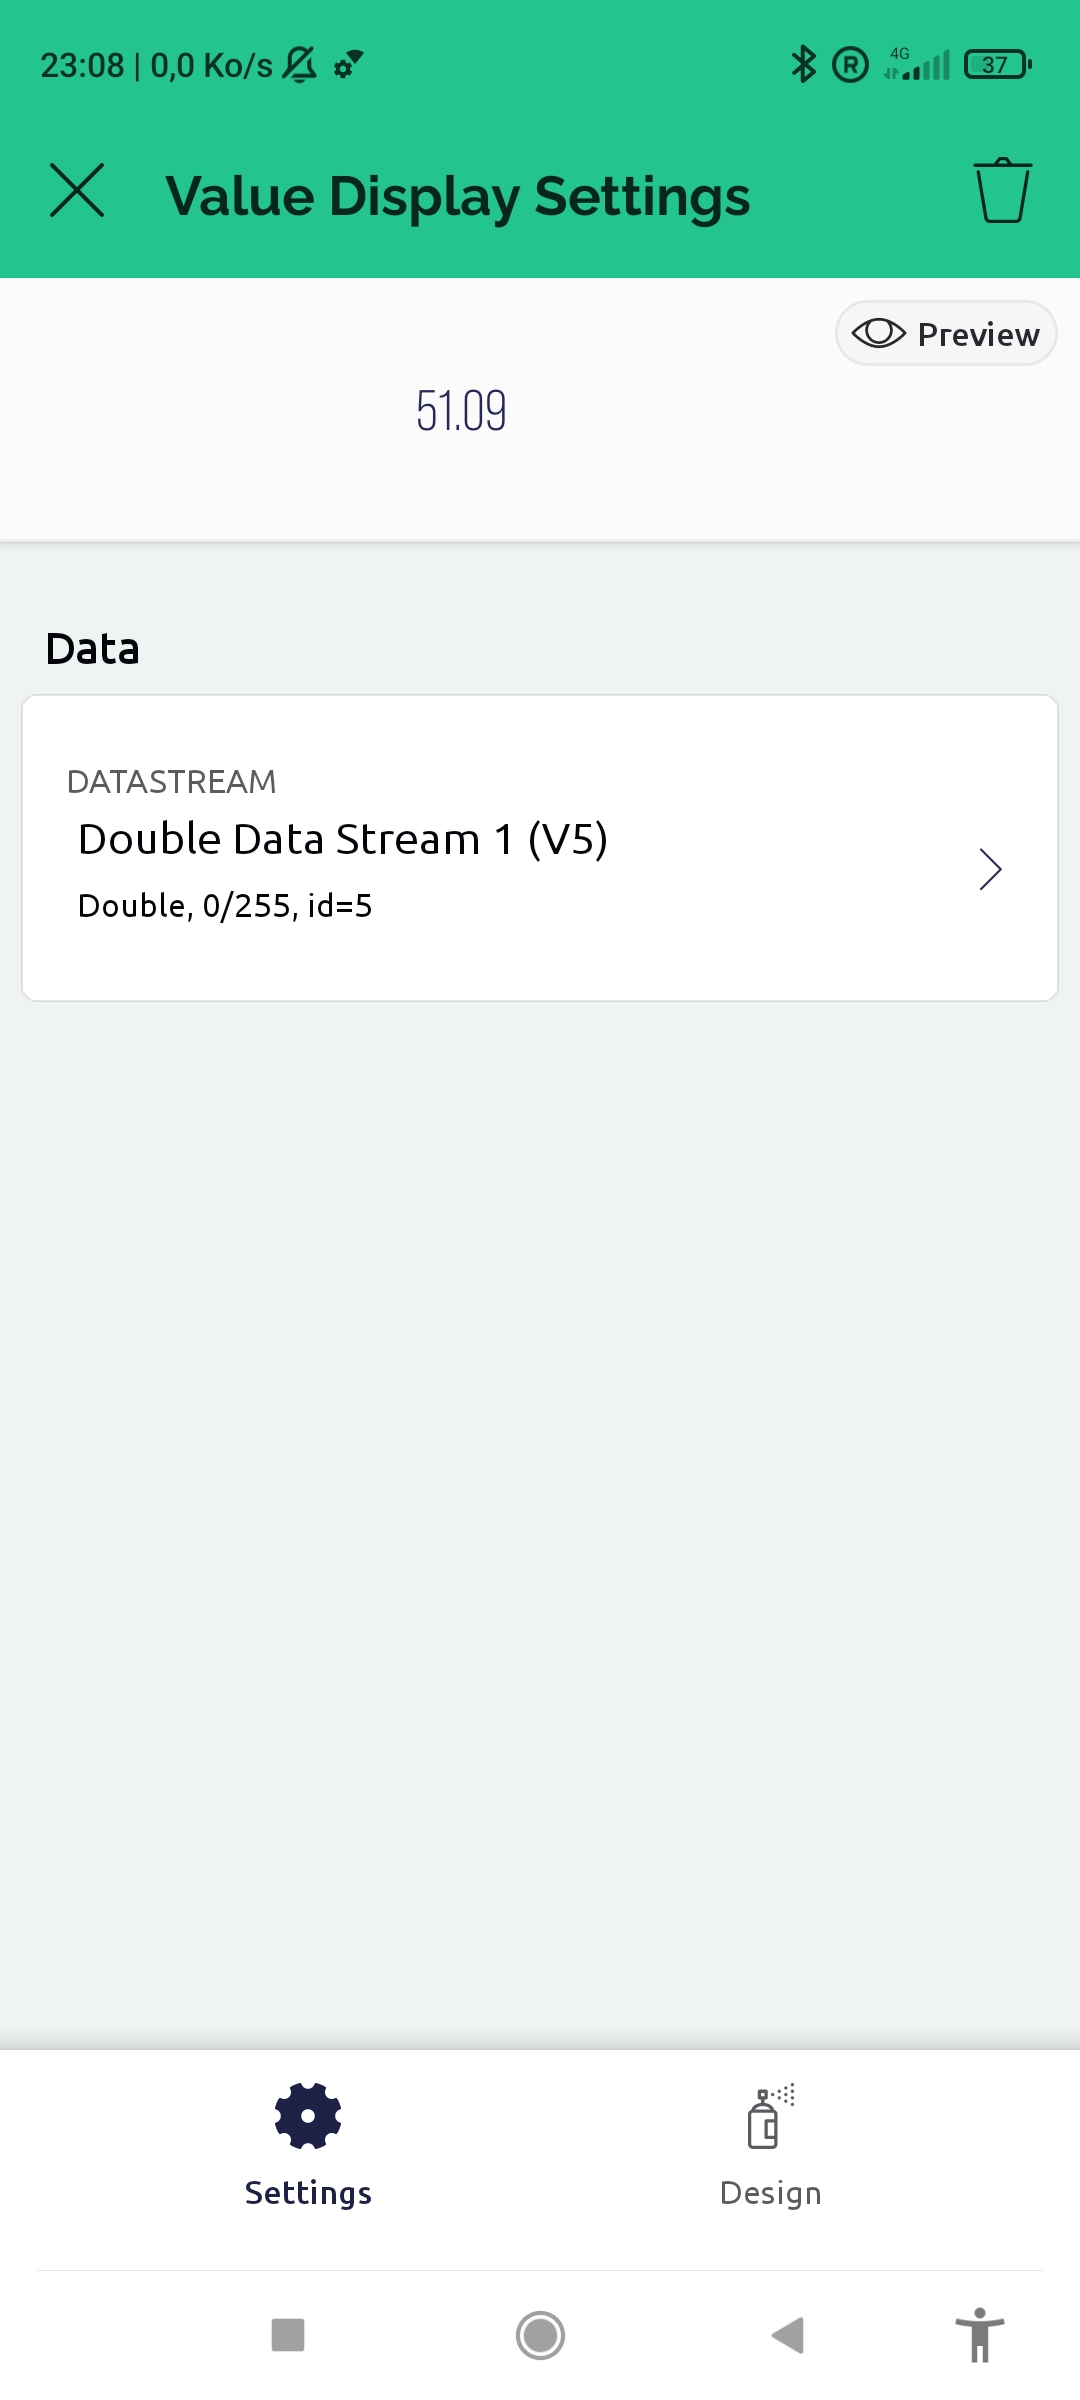 23:08 | 0,0 Ko/s
R
4G
37
Value Display Settings
Preview
51.09
Data
DATASTREAM
Double Data Stream 1 (V5)
Double, 0/255, id=5
Settings
Design